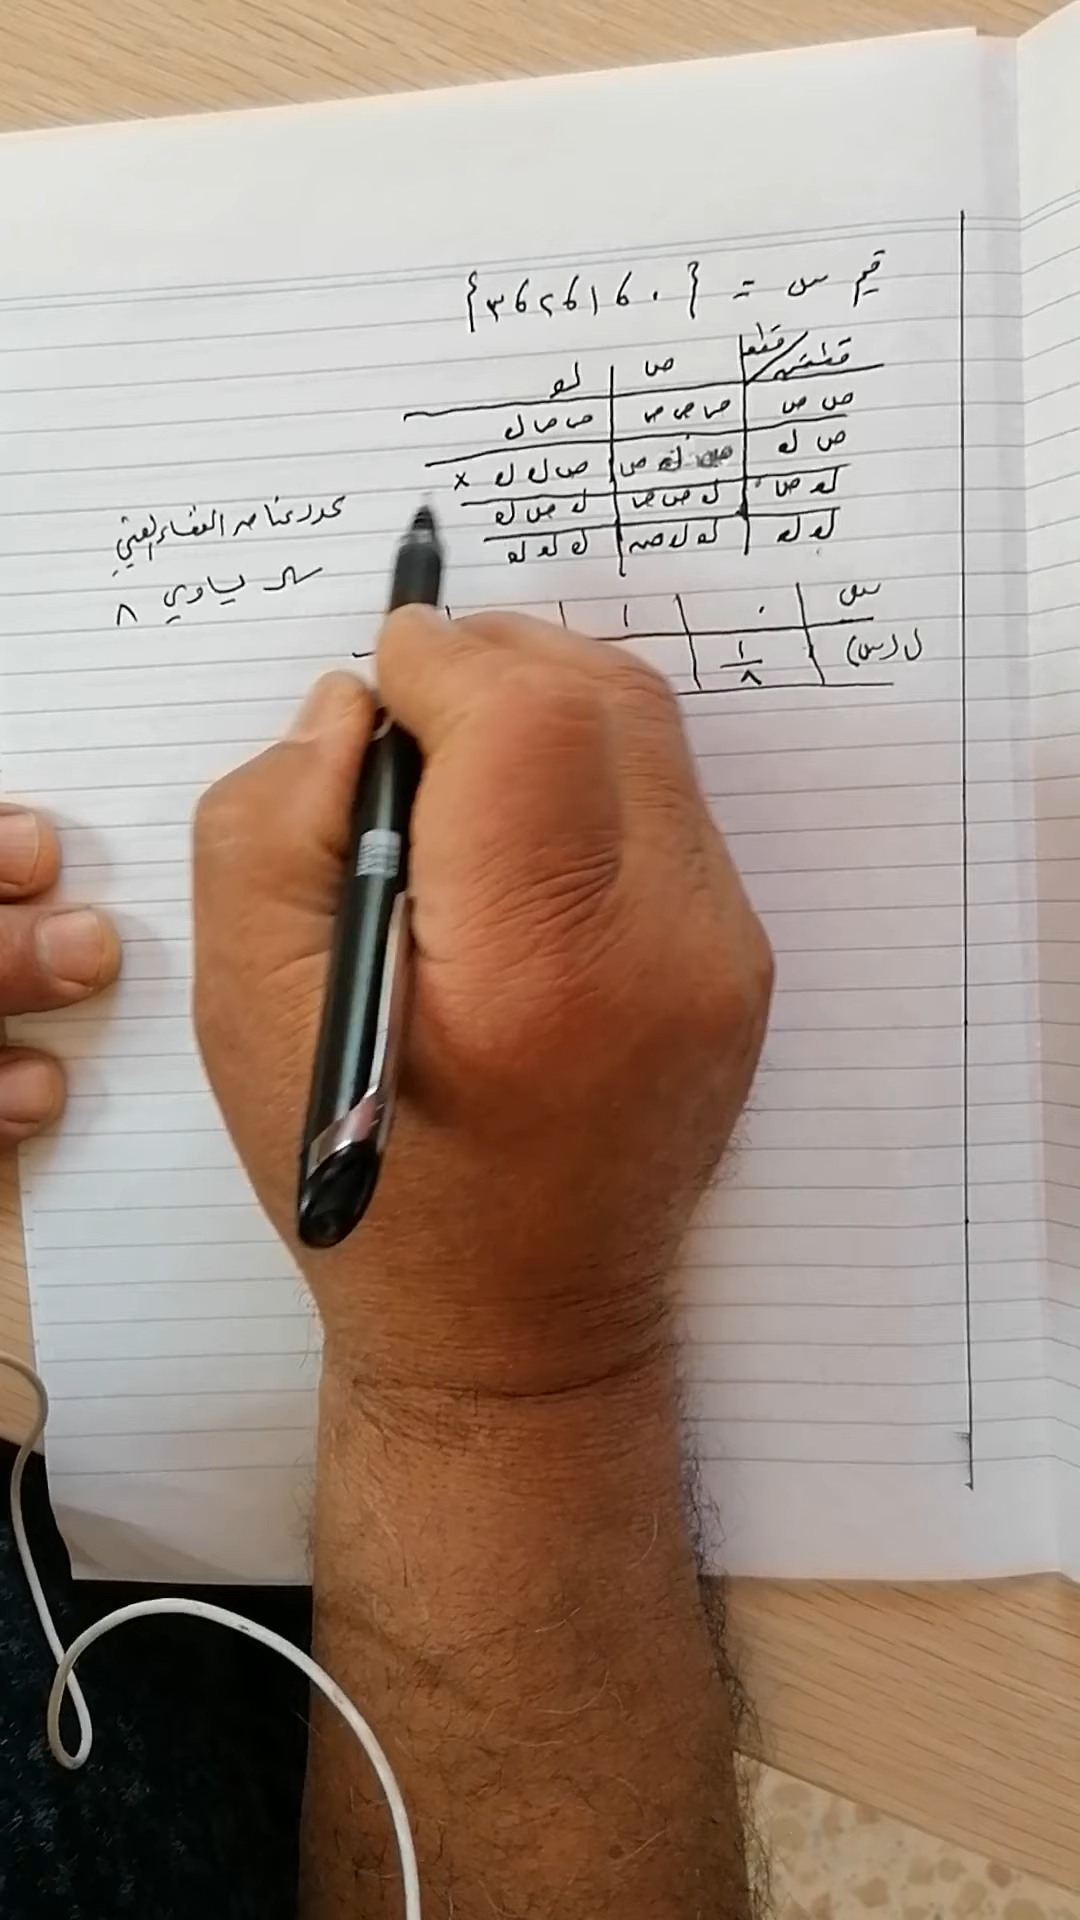 قيم س = { ٠ ، ١ ، ٢ ، ٣ }
قطعتين / قطعة | ص | ك
ص ص | ص ص ص | ص ص ك
ص ك | ص ك ص | ص ك ك ×
ك ص | ك ص ص | ك ص ك
ك ك | ك ك ص | ك ك ك
عدد عناصر الفضاء العيني
يساوي ٨
س | ٠ | ١
ل(س) | ١/٨